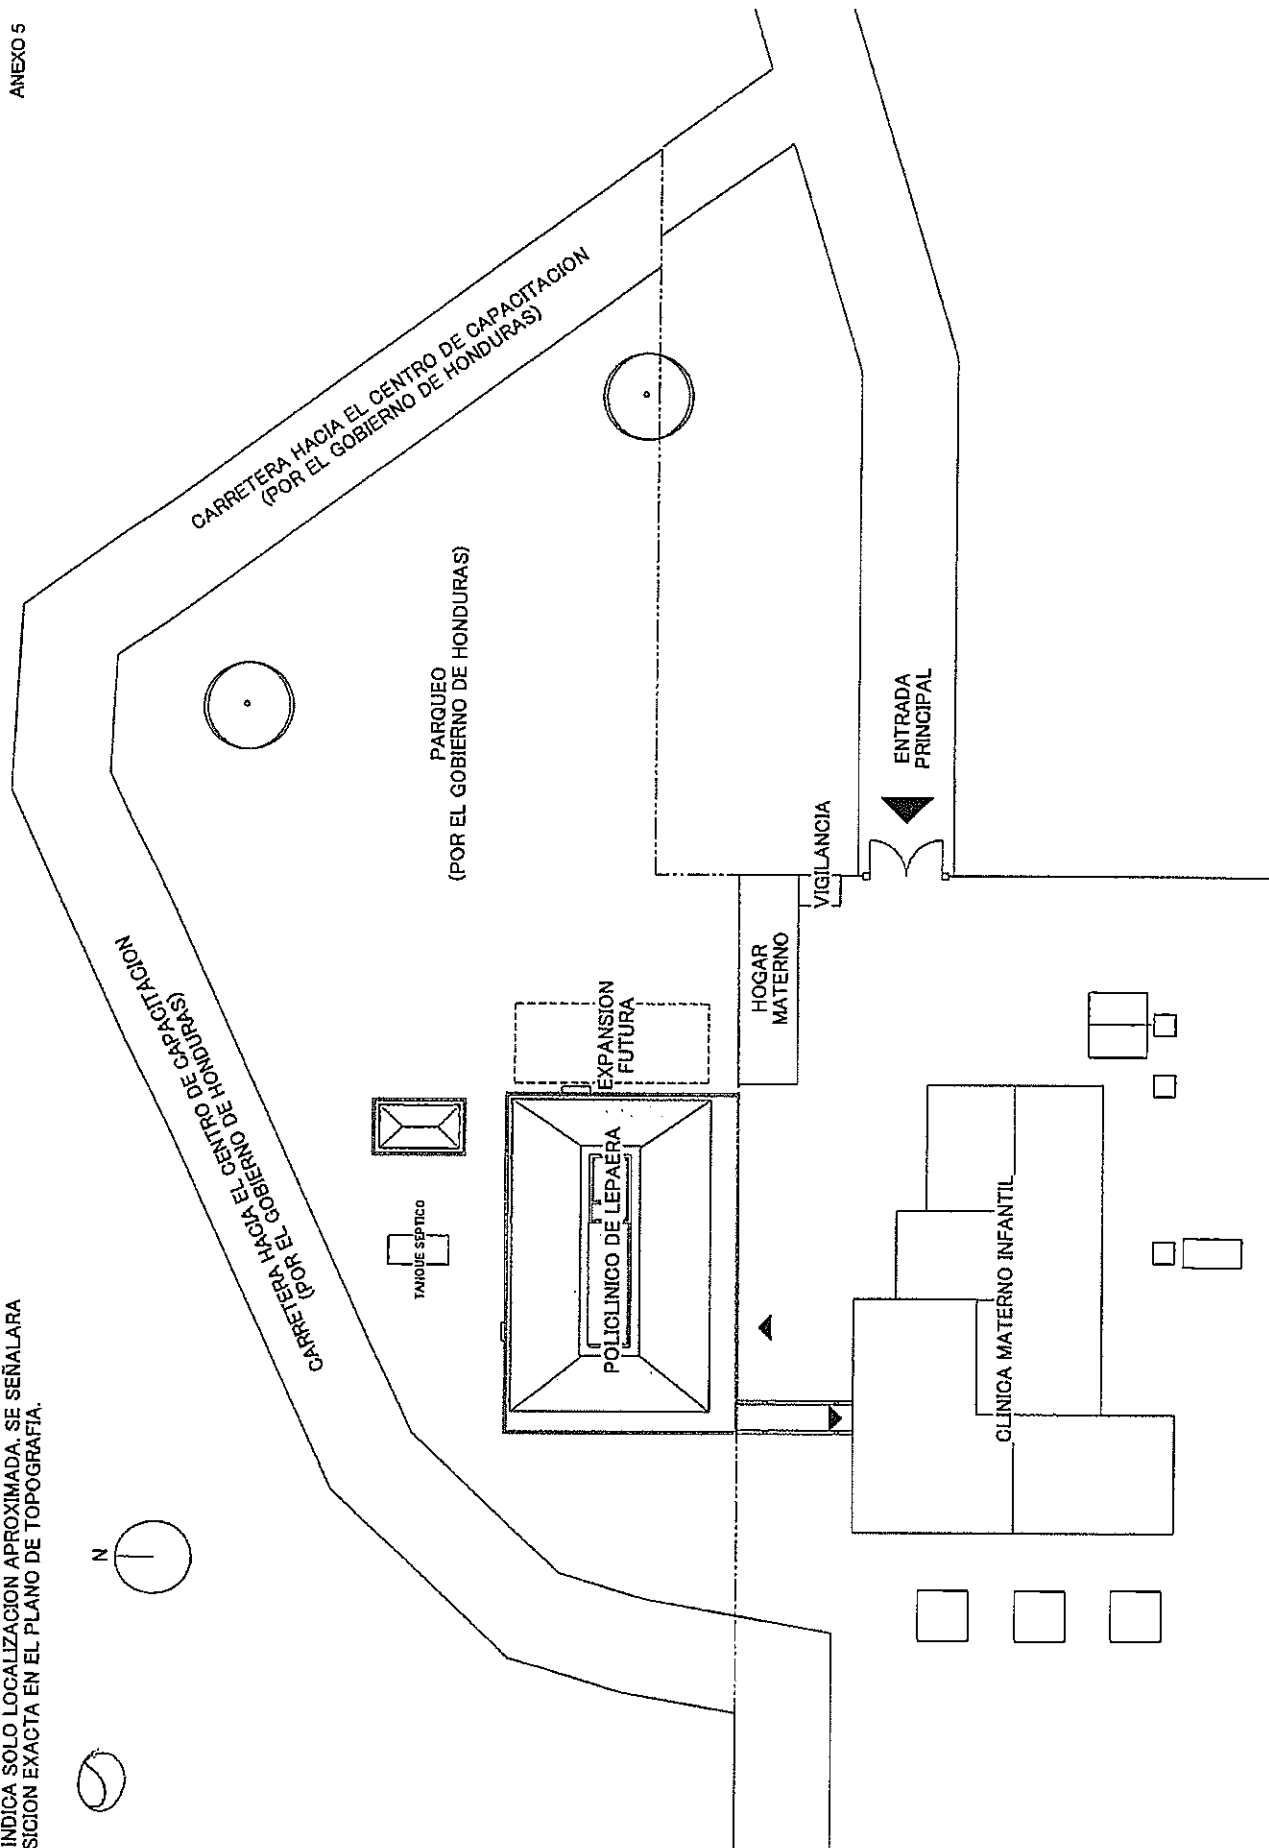 ANEXO 5
INDICA SOLO LOCALIZACION APROXIMADA. SE SEÑALARA
SICION EXACTA EN EL PLANO DE TOPOGRAFIA.
N
CARRETERA HACIA EL CENTRO DE CAPACITACION
(POR EL GOBIERNO DE HONDURAS)
CARRETERA HACIA EL CENTRO DE CAPACITACION
(POR EL GOBIERNO DE HONDURAS)
PARQUEO
(POR EL GOBIERNO DE HONDURAS)
TANQUE SEPTICO
EXPANSION
FUTURA
POLICLINICO DE LEPAERA
HOGAR
MATERNO
VIGILANCIA
ENTRADA
PRINCIPAL
CLINICA MATERNO INFANTIL